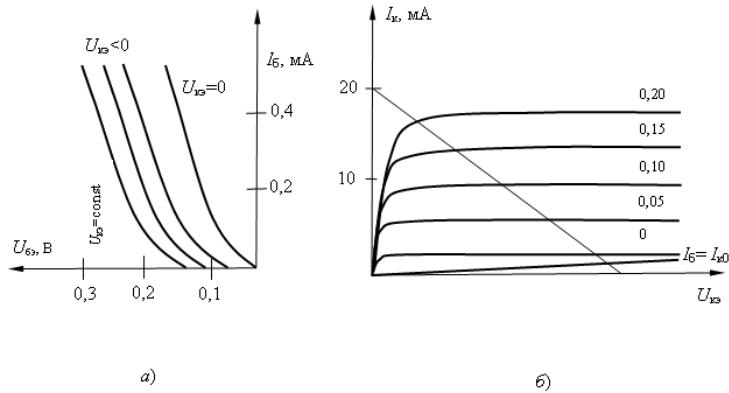 Uкэ<0
Iб, мА
Uкэ=0
0,4
0,2
Uкэ=const
Uбэ, В
0,3
0,2
0,1
а)
Iк, мА
20
10
0,20
0,15
0,10
0,05
0
Iб= Iк0
Uкэ
б)